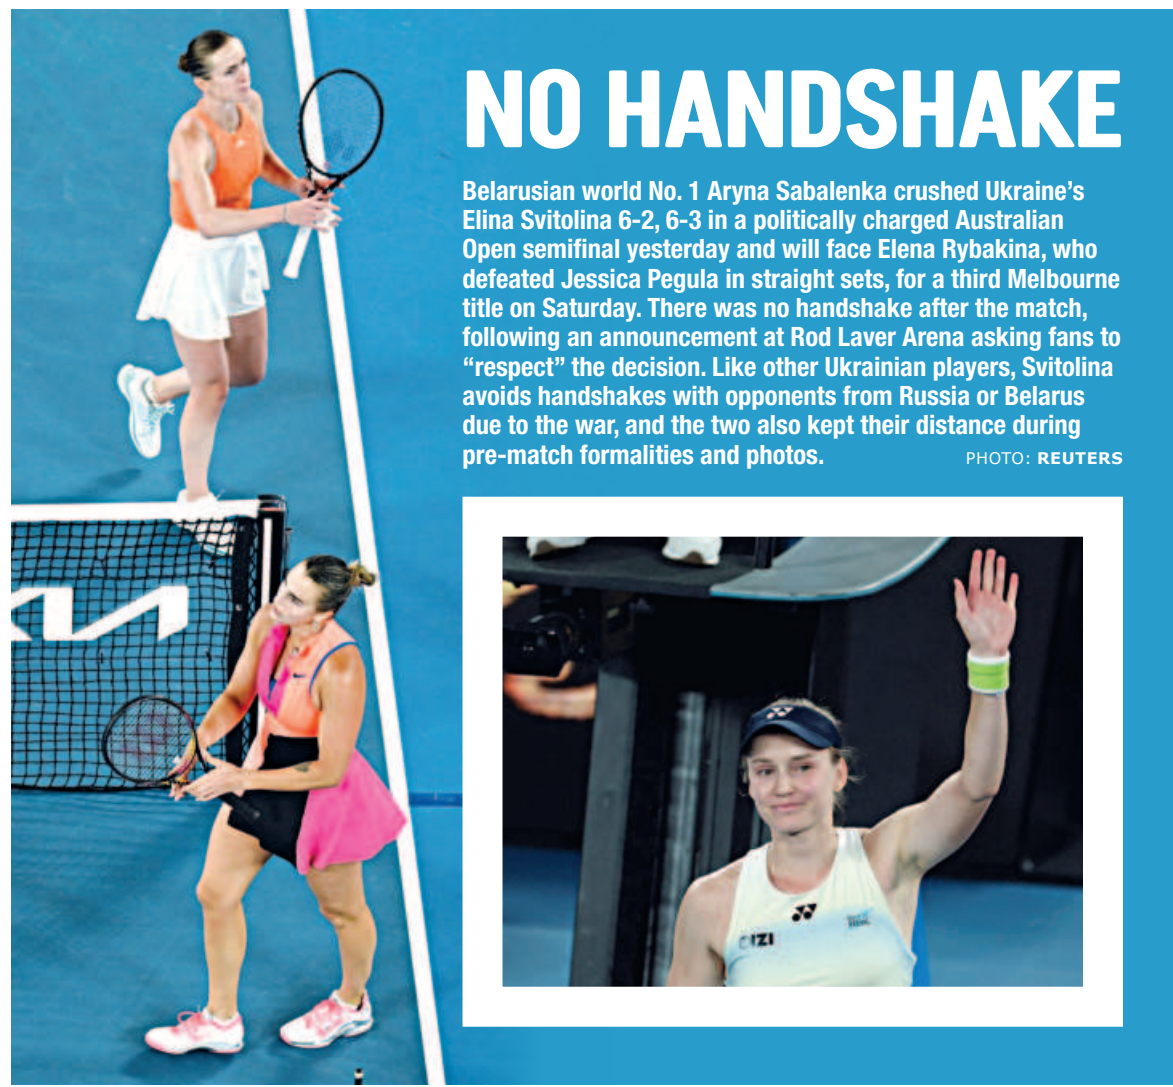 NO HANDSHAKE
Belarusian world No. 1 Aryna Sabalenka crushed Ukraine's
Elina Svitolina 6-2, 6-3 in a politically charged Australian
Open semifinal yesterday and will face Elena Rybakina, who
defeated Jessica Pegula in straight sets, for a third Melbourne
title on Saturday. There was no handshake after the match,
following an announcement at Rod Laver Arena asking fans to
“respect” the decision. Like other Ukrainian players, Svitolina
avoids handshakes with opponents from Russia or Belarus
due to the war, and the two also kept their distance during
pre-match formalities and photos.
PHOTO: REUTERS
IZI